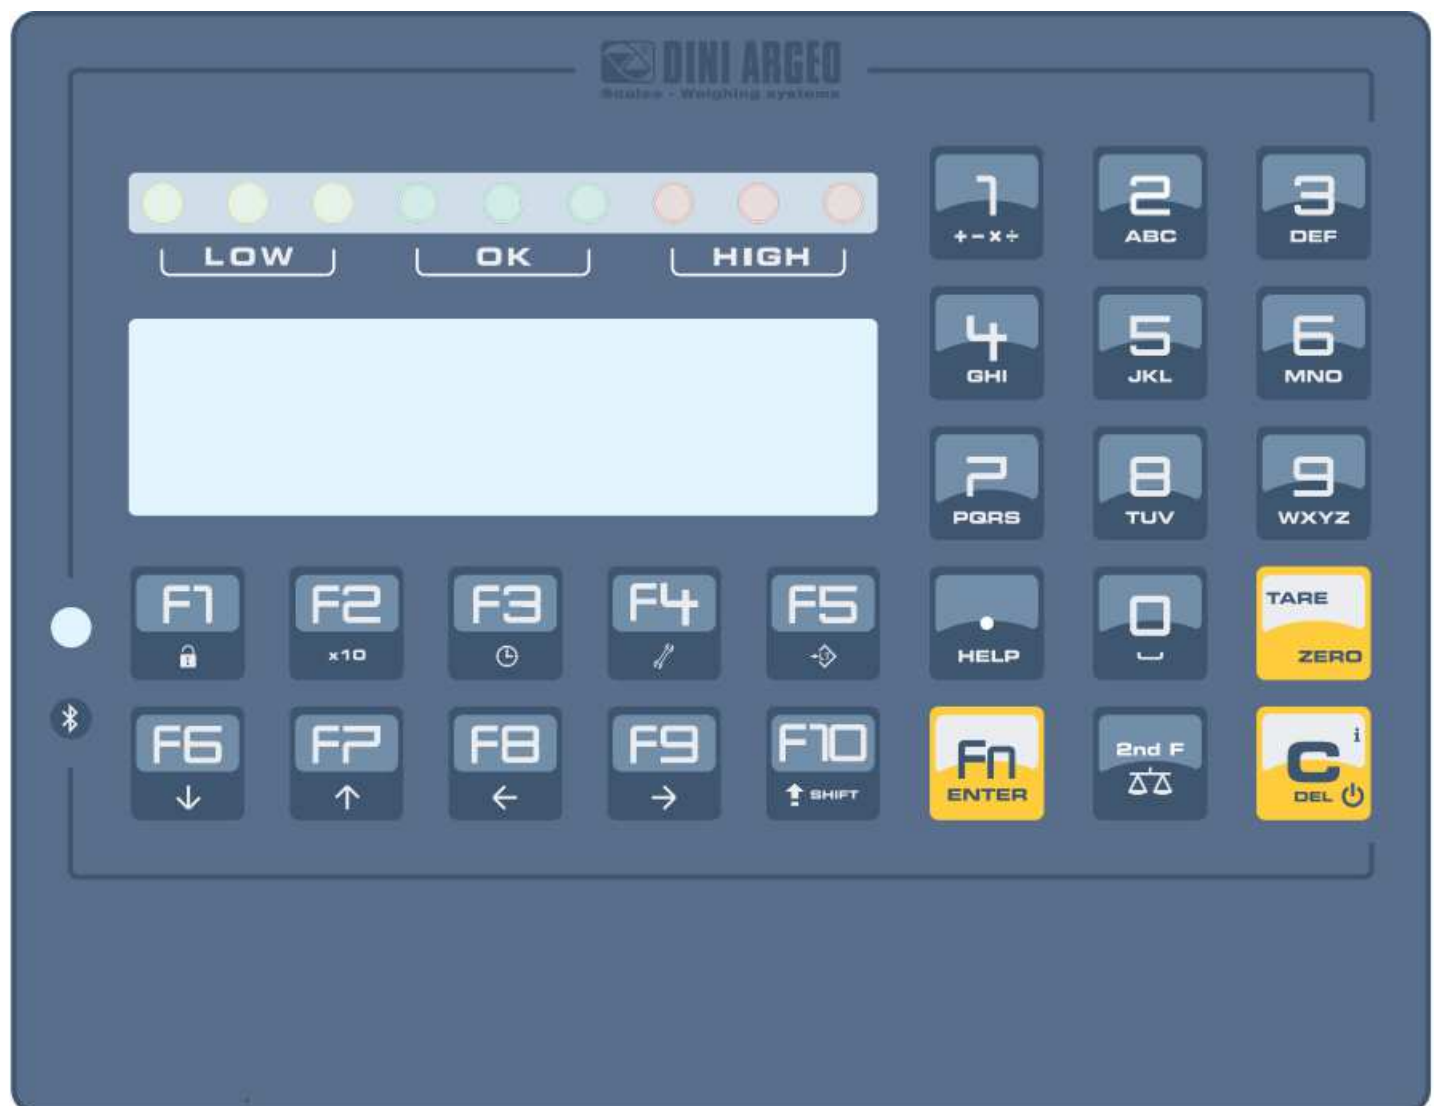 DINI ARGEO
Scales - Weighing systems
LOW OK HIGH
1 2 3
+-×÷ ABC DEF
4 5 6
GHI JKL MNO
7 8 9
PQRS TUV WXYZ
F1 F2 F3 F4 F5 . 0 TARE
x10 HELP ZERO
F6 F7 F8 F9 F10 Fn 2nd F C i
SHIFT ENTER DEL